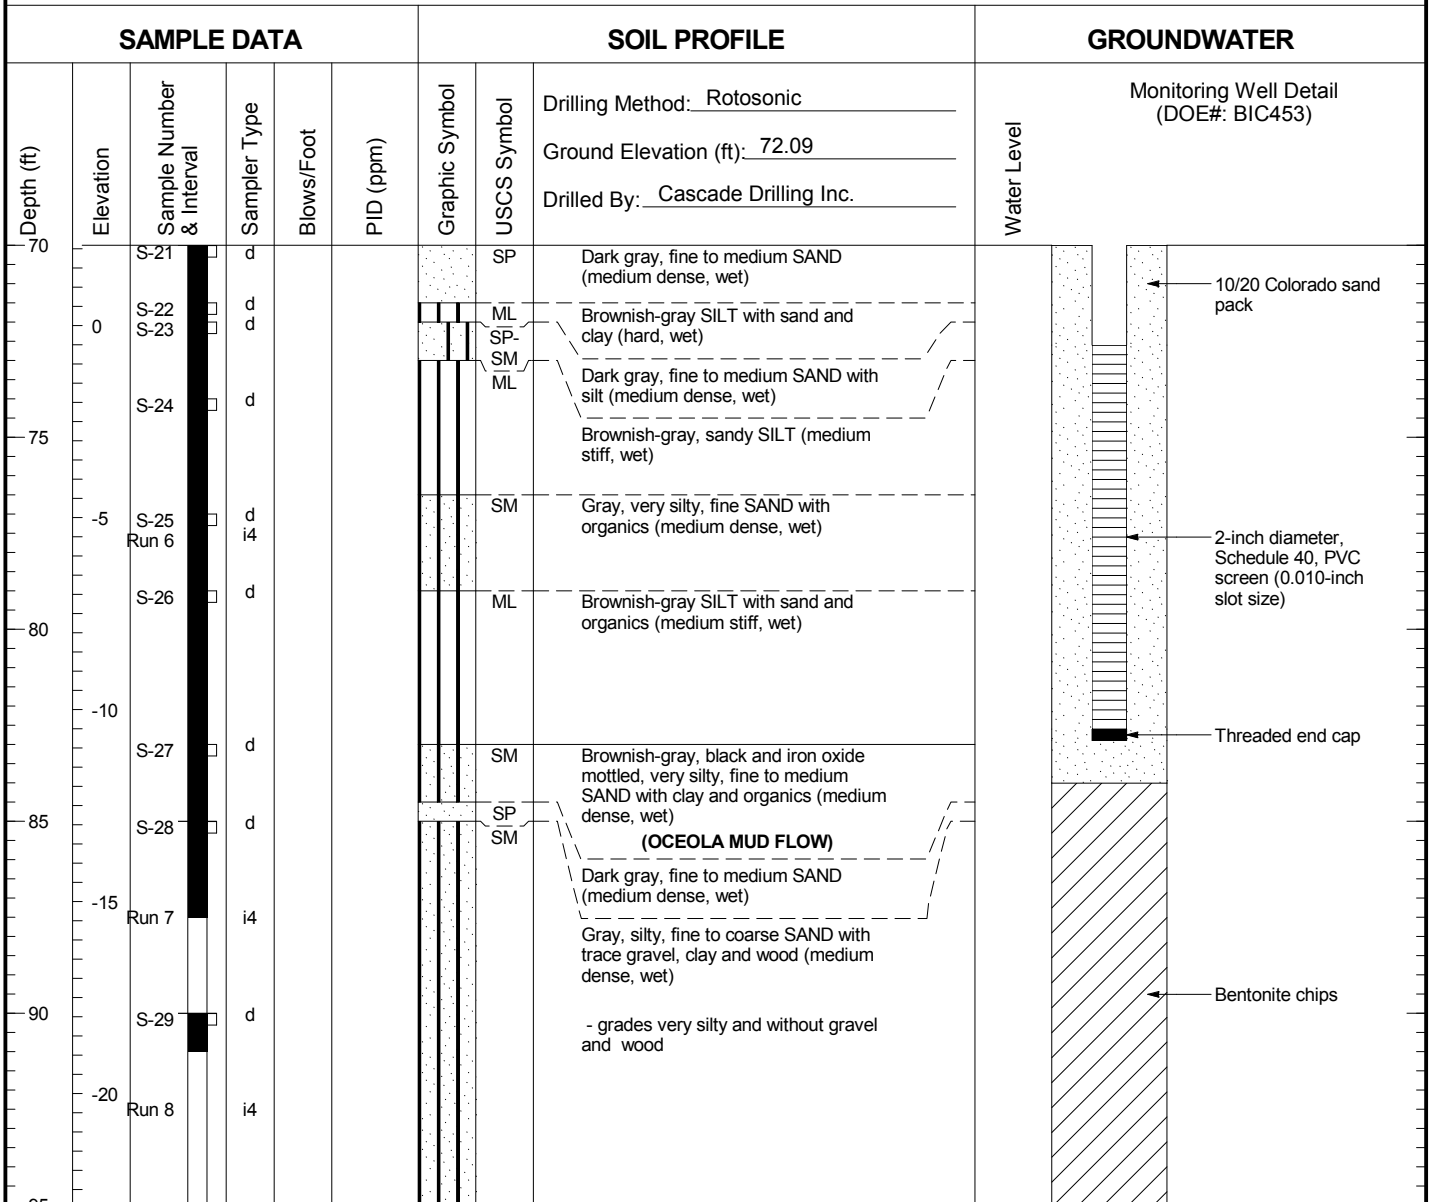 SAMPLE DATA
SOIL PROFILE
GROUNDWATER
Depth (ft)
Elevation
Sample Number
& Interval
Sampler Type
Blows/Foot
PID (ppm)
Graphic Symbol
USCS Symbol
Drilling Method: Rotosonic
Ground Elevation (ft): 72.09
Drilled By: Cascade Drilling Inc.
Water Level
Monitoring Well Detail
(DOE#: BIC453)
70
75
80
85
90
0
-5
-10
-15
-20
S-21 d
S-22 d
S-23 d
S-24 d
S-25 d
Run 6 i4
S-26 d
S-27 d
S-28 d
Run 7 i4
S-29 d
Run 8 i4
SP
Dark gray, fine to medium SAND
(medium dense, wet)
ML
Brownish-gray SILT with sand and
clay (hard, wet)
SP-
SM
Dark gray, fine to medium SAND with
silt (medium dense, wet)
ML
Brownish-gray, sandy SILT (medium
stiff, wet)
SM
Gray, very silty, fine SAND with
organics (medium dense, wet)
ML
Brownish-gray SILT with sand and
organics (medium stiff, wet)
SM
Brownish-gray, black and iron oxide
mottled, very silty, fine to medium
SAND with clay and organics (medium
dense, wet)
(OCEOLA MUD FLOW)
SP
Dark gray, fine to medium SAND
(medium dense, wet)
SM
Gray, silty, fine to coarse SAND with
trace gravel, clay and wood (medium
dense, wet)
- grades very silty and without gravel
and wood
10/20 Colorado sand
pack
2-inch diameter,
Schedule 40, PVC
screen (0.010-inch
slot size)
Threaded end cap
Bentonite chips